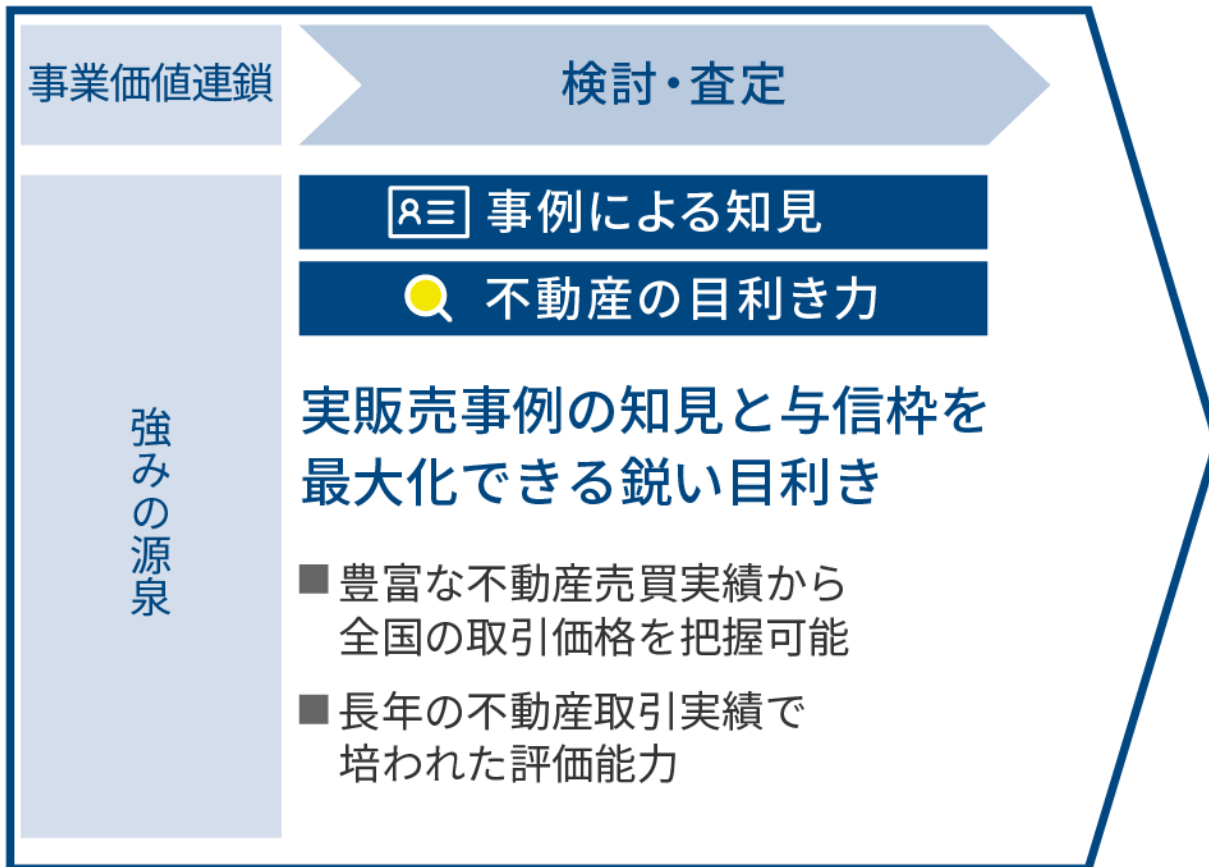 事業価値連鎖
検討・査定
強みの源泉
事例による知見
不動産の目利き力
実販売事例の知見と与信枠を
最大化できる鋭い目利き
■ 豊富な不動産売買実績から
全国の取引価格を把握可能
■ 長年の不動産取引実績で
培われた評価能力